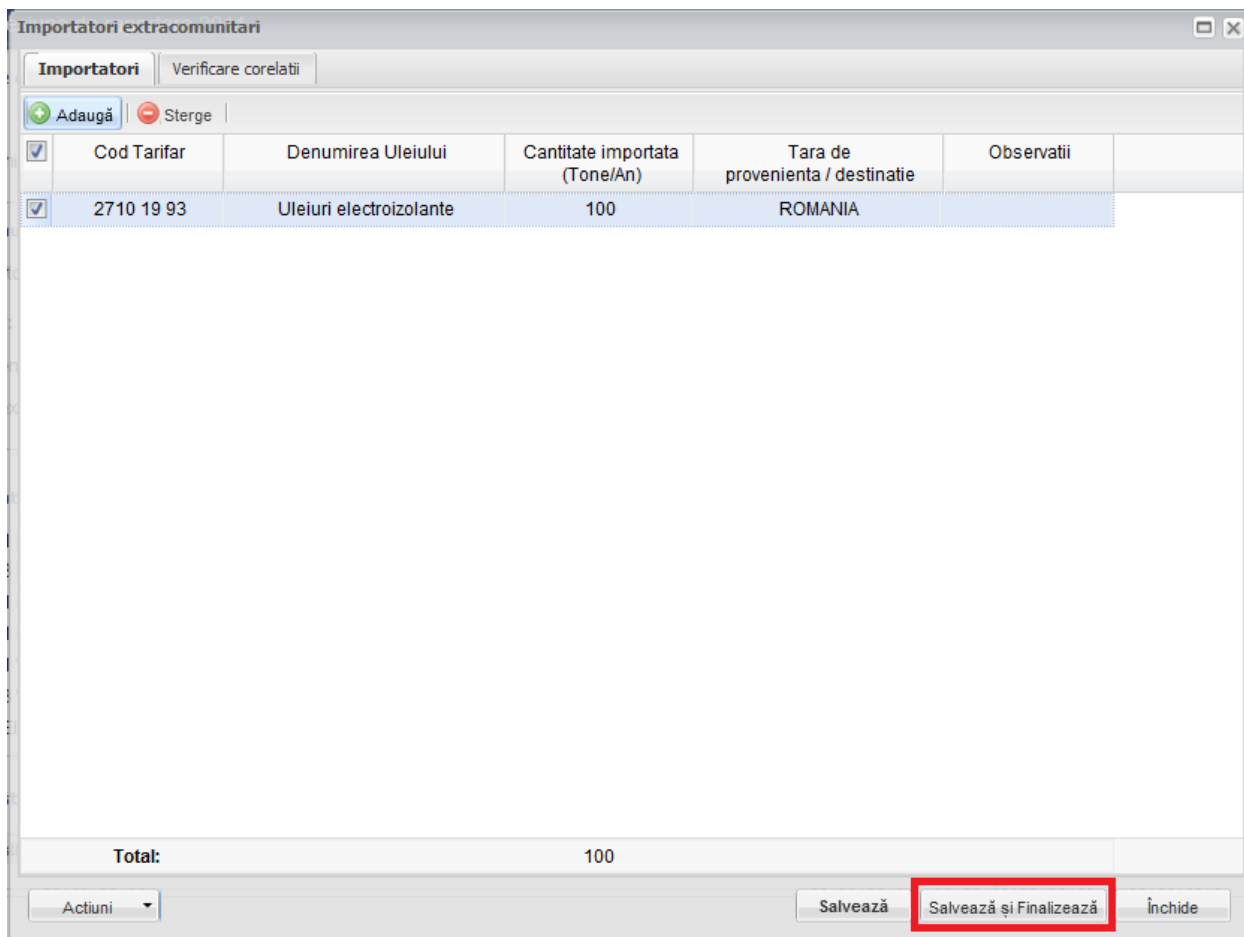 Importatori extracomunitari
Importatori Verificare corelatii
Adaugă Sterge
Cod Tarifar Denumirea Uleiului Cantitate importata (Tone/An) Tara de provenienta / destinatie Observatii
2710 19 93 Uleiuri electroizolante 100 ROMANIA
Total: 100
Actiuni Salvează Salvează și Finalizează Închide